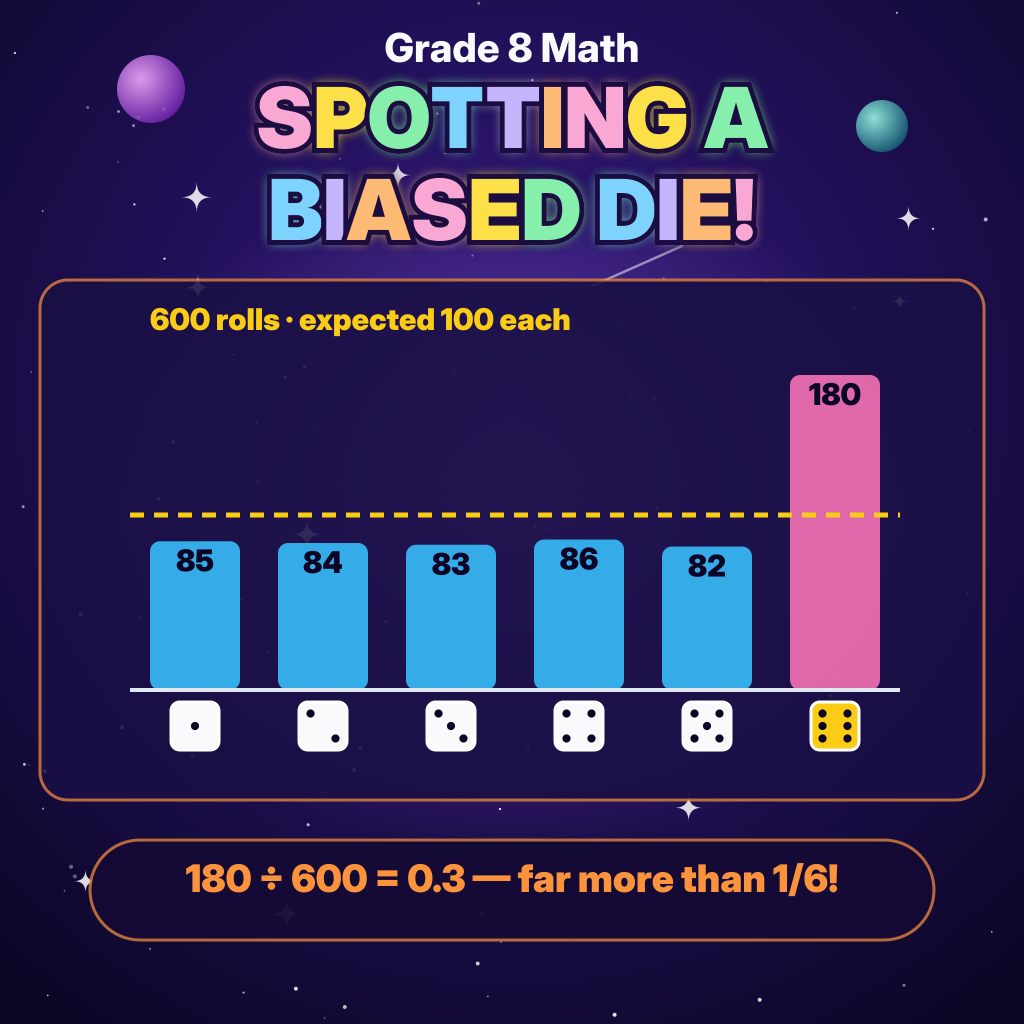 Grade 8 Math
SPOTTING A
BIASED DIE!
600 rolls · expected 100 each
180
85
84
83
86
82
180 ÷ 600 = 0.3 — far more than 1/6!